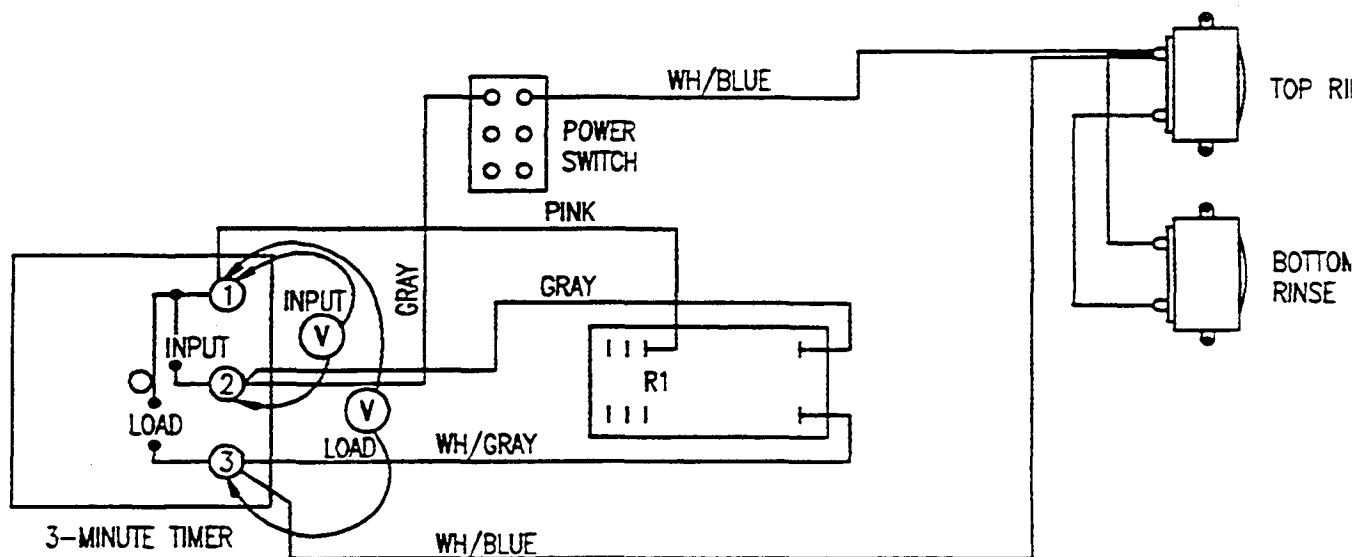 WH/BLUE
TOP RI
POWER
SWITCH
PINK
BOTTOM
RINSE
GRAY
GRAY
1
INPUT
V
INPUT
2
R1
V
LOAD
LOAD
WH/GRAY
3
3-MINUTE TIMER
WH/BLUE